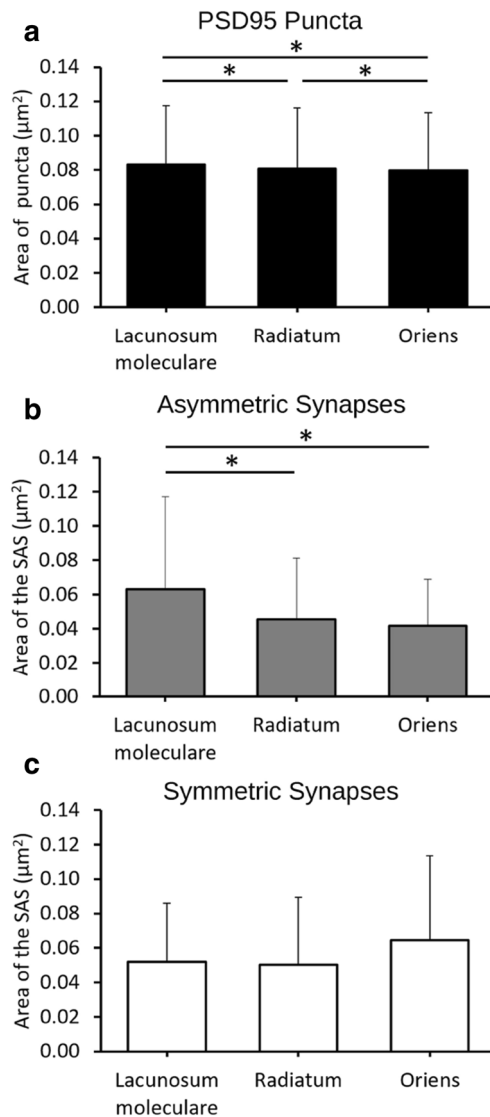 a
PSD95 Puncta
*
* *
Area of puncta (µm²)
0.14
0.12
0.10
0.08
0.06
0.04
0.02
0.00
Lacunosum moleculare
Radiatum
Oriens
b
Asymmetric Synapses
*
*
Area of the SAS (µm²)
0.14
0.12
0.10
0.08
0.06
0.04
0.02
0.00
Lacunosum moleculare
Radiatum
Oriens
c
Symmetric Synapses
Area of the SAS (µm²)
0.14
0.12
0.10
0.08
0.06
0.04
0.02
0.00
Lacunosum moleculare
Radiatum
Oriens